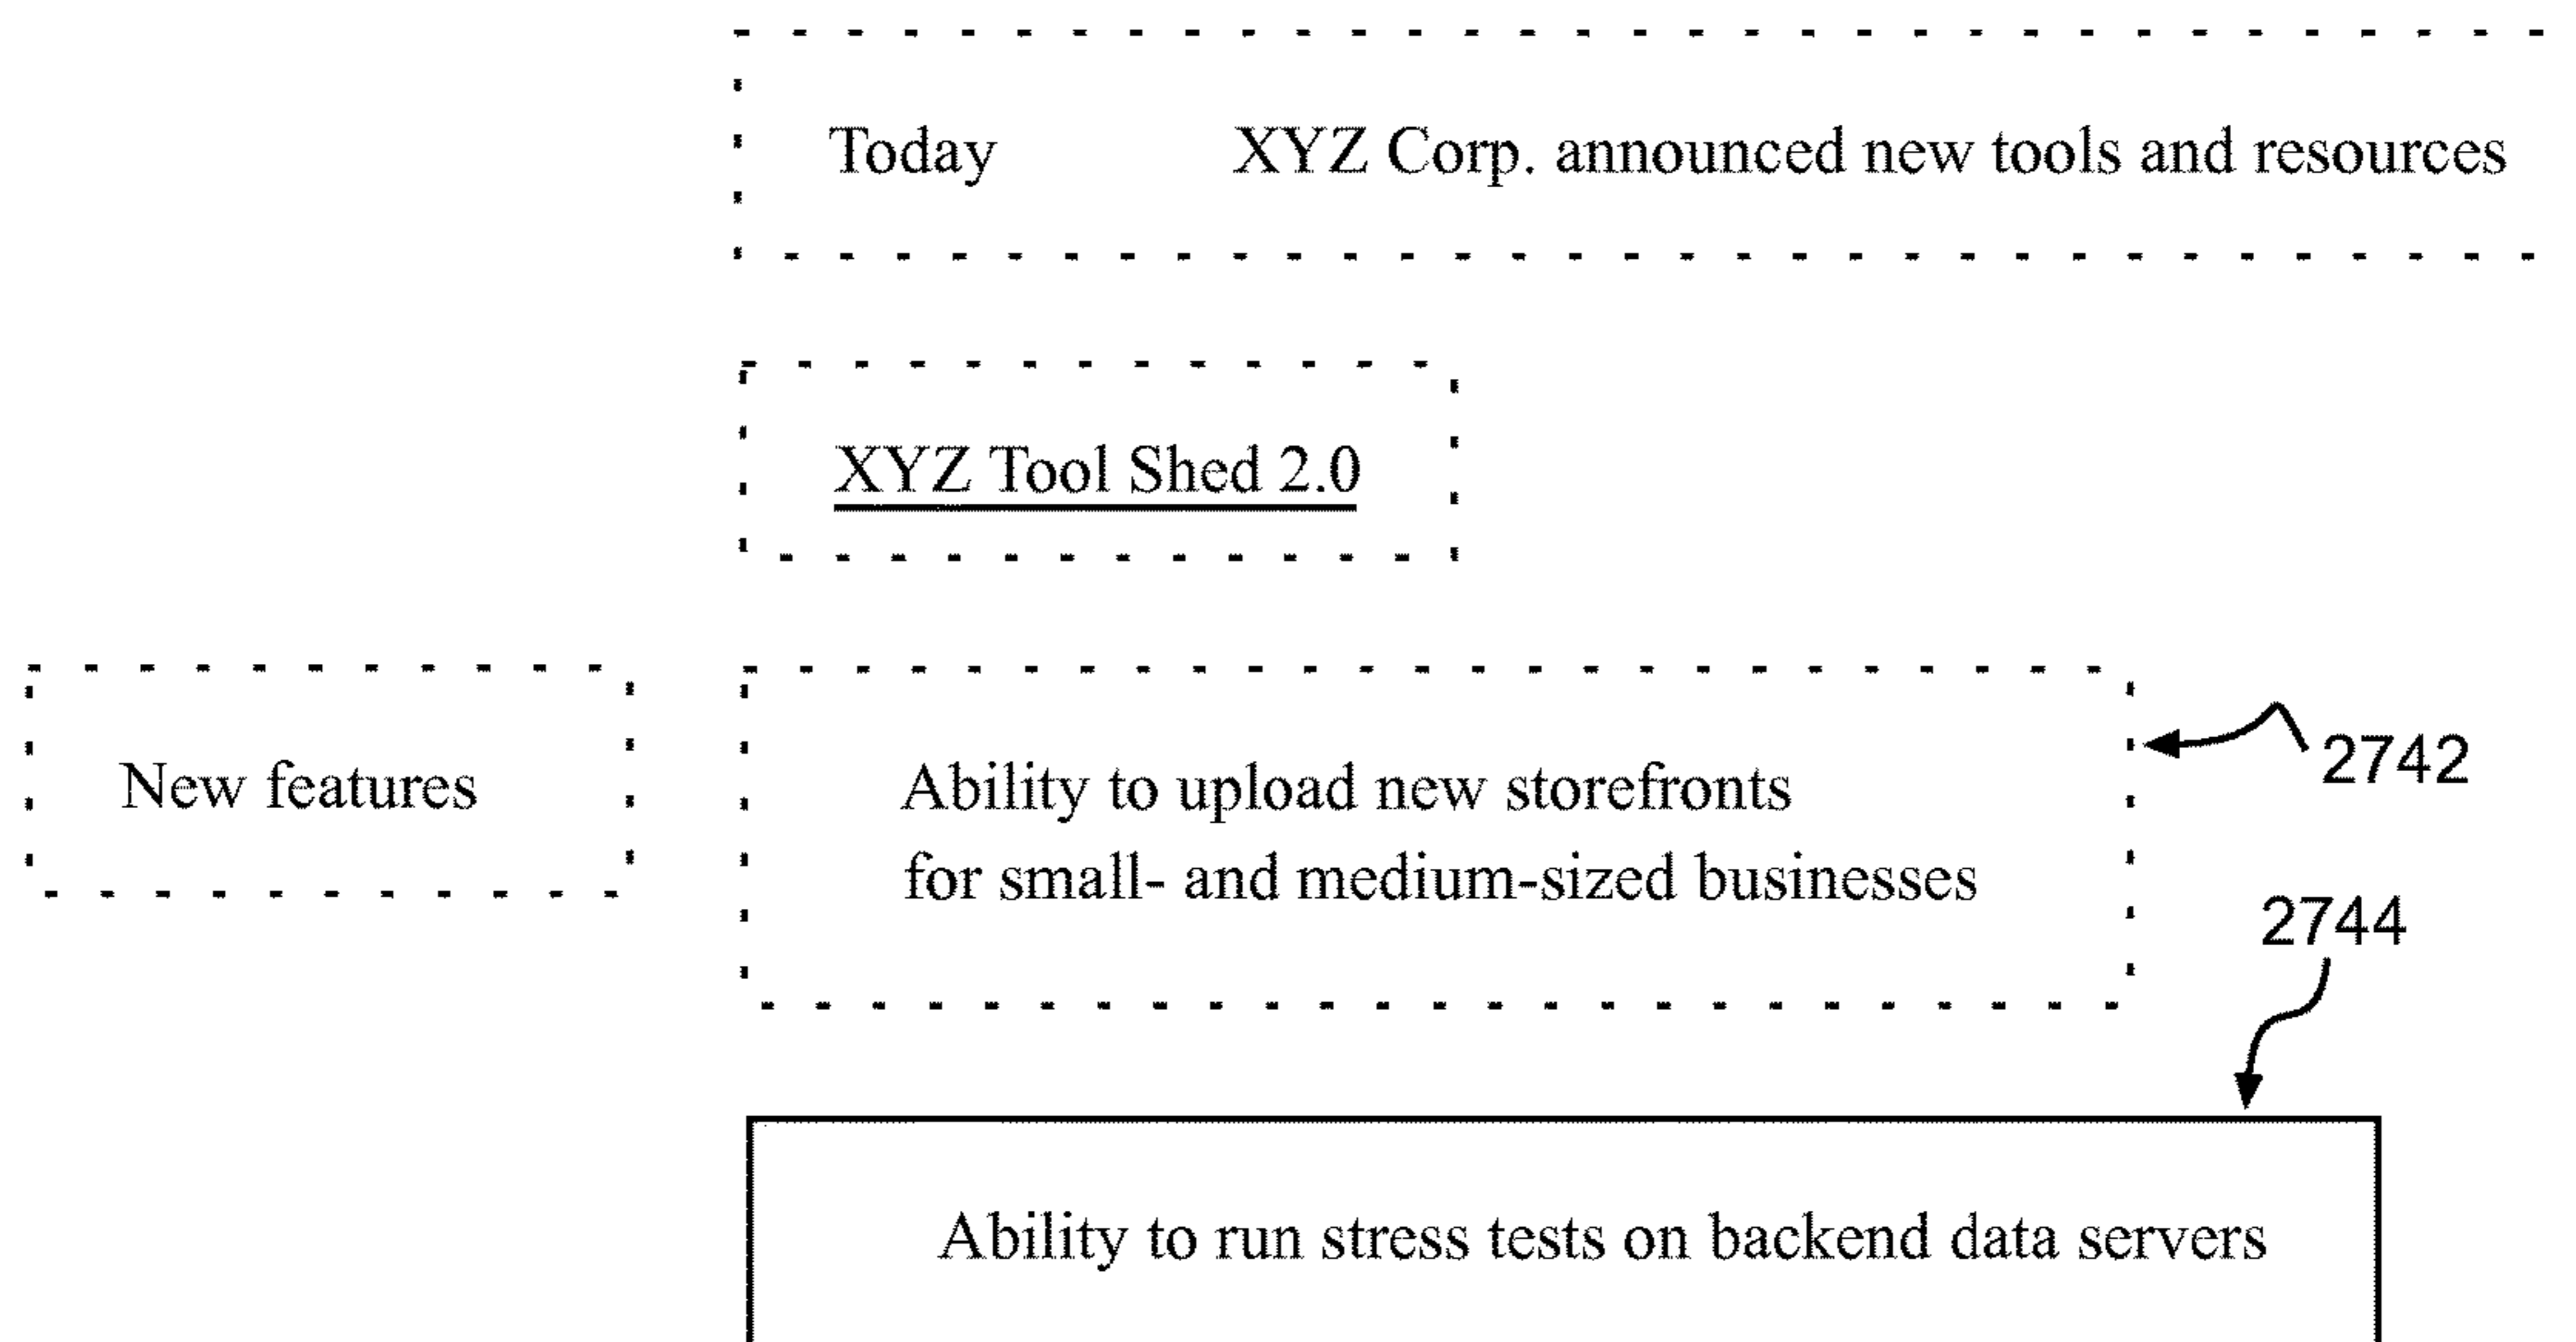 Today XYZ Corp. announced new tools and resources
XYZ Tool Shed 2.0
New features
Ability to upload new storefronts
for small- and medium-sized businesses
2742
2744
Ability to run stress tests on backend data servers